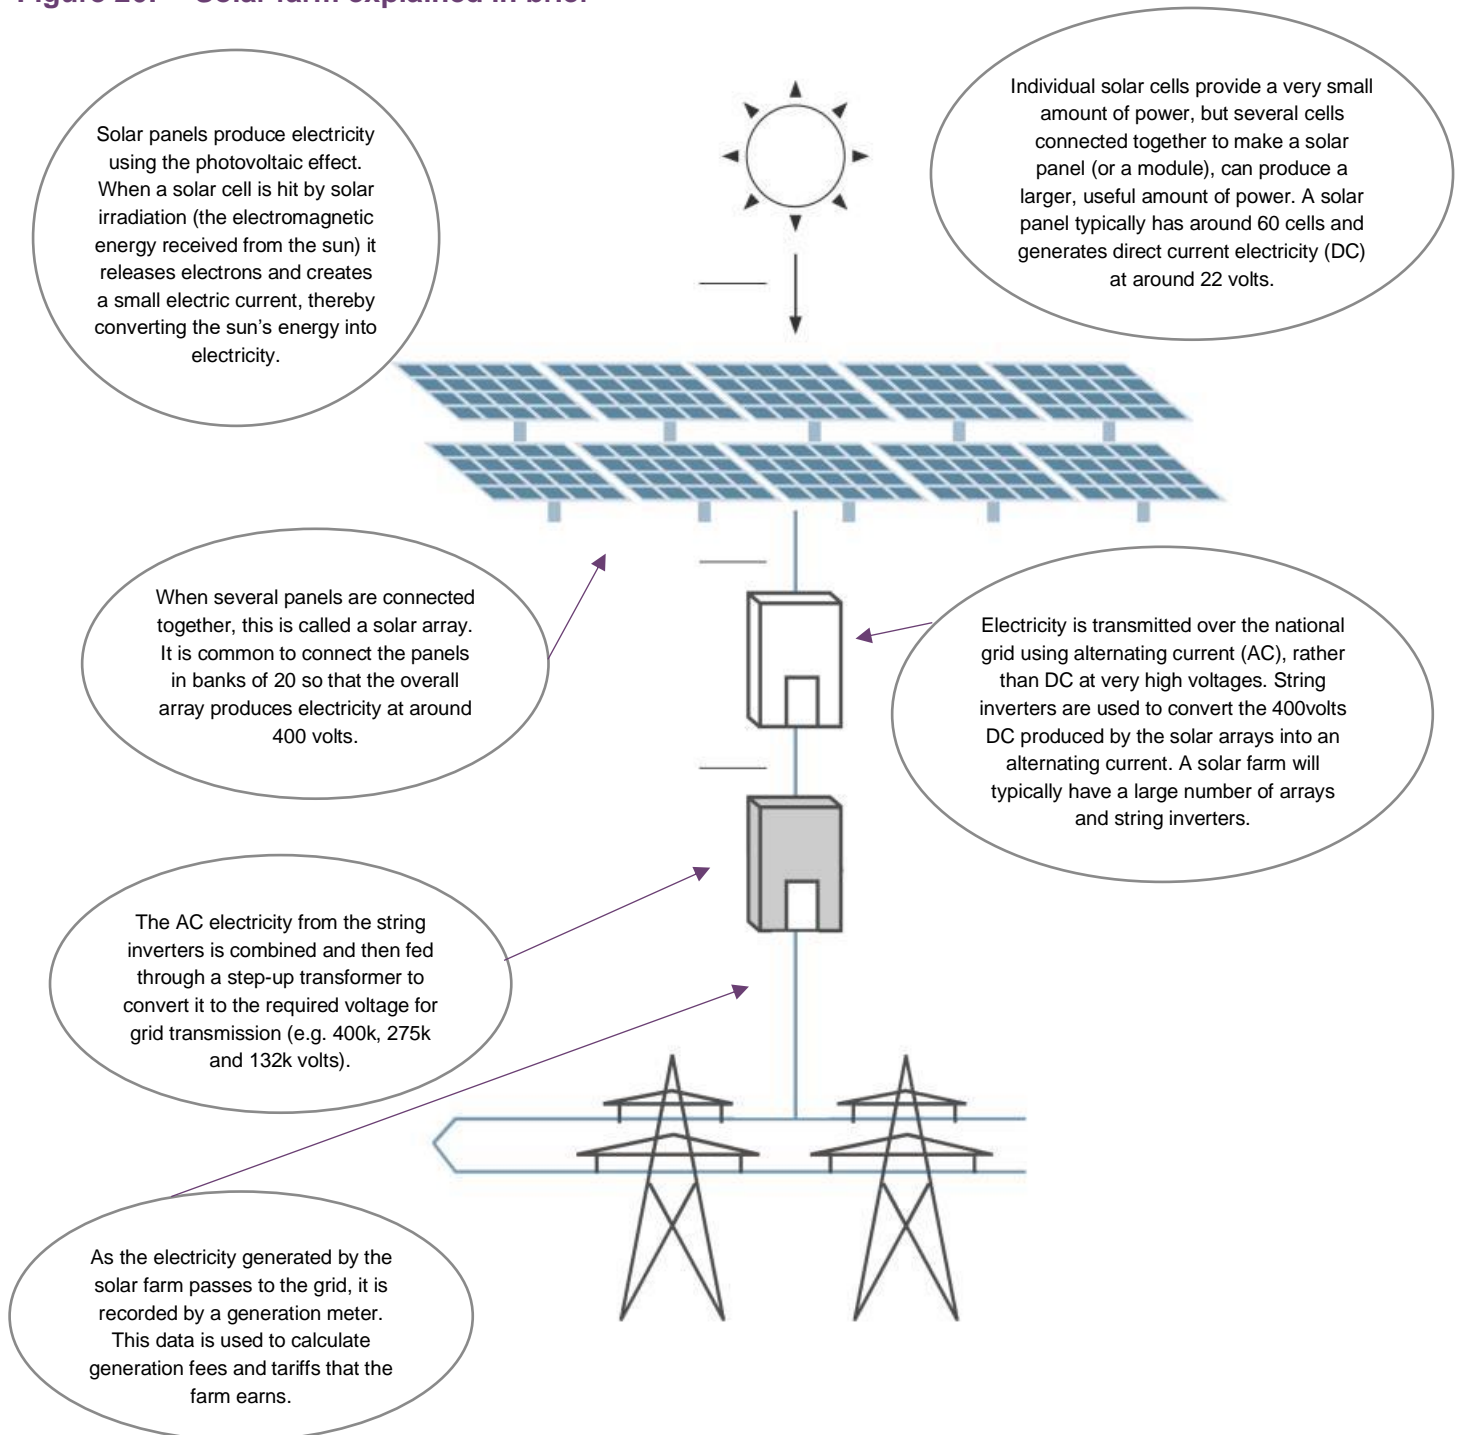 Figure 20. Solar farm explained in brief
Solar panels produce electricity
using the photovoltaic effect.
When a solar cell is hit by solar
irradiation (the electromagnetic
energy received from the sun) it
releases electrons and creates
a small electric current, thereby
converting the sun’s energy into
electricity.
Individual solar cells provide a very small
amount of power, but several cells
connected together to make a solar
panel (or a module), can produce a
larger, useful amount of power. A solar
panel typically has around 60 cells and
generates direct current electricity (DC)
at around 22 volts.
When several panels are connected
together, this is called a solar array.
It is common to connect the panels
in banks of 20 so that the overall
array produces electricity at around
400 volts.
Electricity is transmitted over the national
grid using alternating current (AC), rather
than DC at very high voltages. String
inverters are used to convert the 400volts
DC produced by the solar arrays into an
alternating current. A solar farm will
typically have a large number of arrays
and string inverters.
The AC electricity from the string
inverters is combined and then fed
through a step-up transformer to
convert it to the required voltage for
grid transmission (e.g. 400k, 275k
and 132k volts).
As the electricity generated by the
solar farm passes to the grid, it is
recorded by a generation meter.
This data is used to calculate
generation fees and tariffs that the
farm earns.